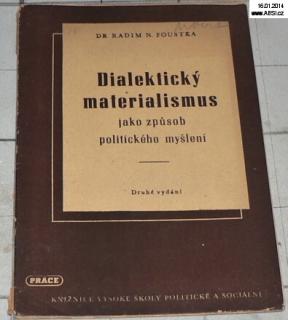 16.01.2014
www.ABSI.cz
DR RADIM N. FOUSTKA
Dialektický
materialismus
jako způsob
politického myšlení
Druhé vydání
PRÁCE
KNIŽNICE VYSOKÉ ŠKOLY POLITICKÉ A SOCIÁLNÍ